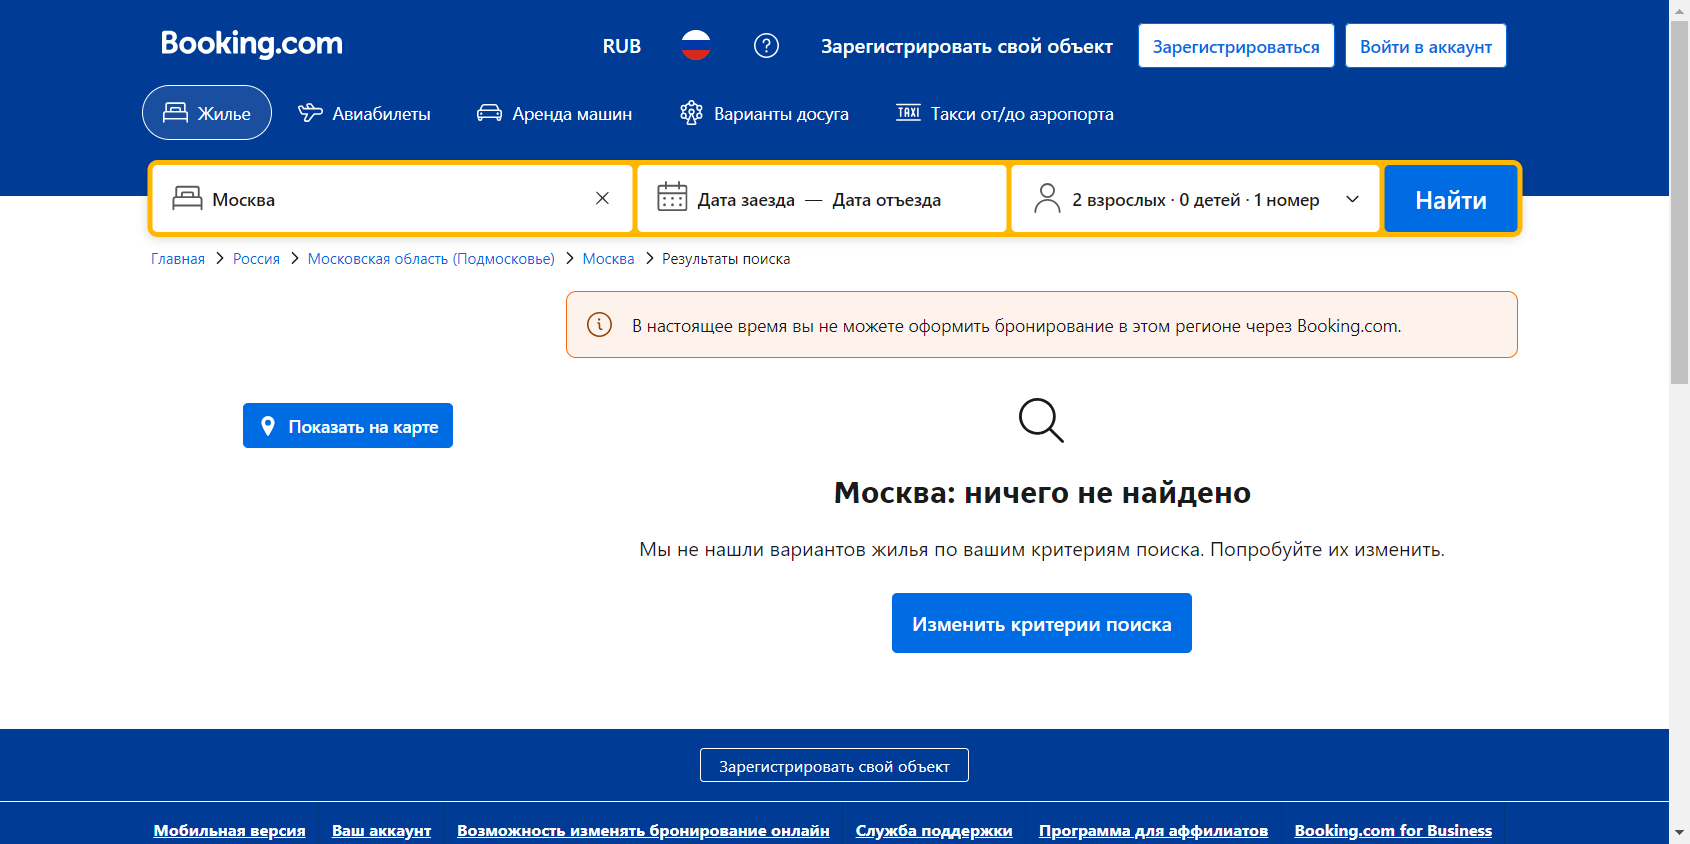 Booking.com
RUB
Зарегистрировать свой объект
Зарегистрироваться
Войти в аккаунт
Жилье
Авиабилеты
Аренда машин
Варианты досуга
TAXI
Такси от/до аэропорта
Москва
Дата заезда — Дата отъезда
2 взрослых · 0 детей · 1 номер
Найти
Главная > Россия > Московская область (Подмосковье) > Москва > Результаты поиска
В настоящее время вы не можете оформить бронирование в этом регионе через Booking.com.
Показать на карте
Москва: ничего не найдено
Мы не нашли вариантов жилья по вашим критериям поиска. Попробуйте их изменить.
Изменить критерии поиска
Зарегистрировать свой объект
Мобильная версия
Ваш аккаунт
Возможность изменять бронирование онлайн
Служба поддержки
Программа для аффилиатов
Booking.com for Business